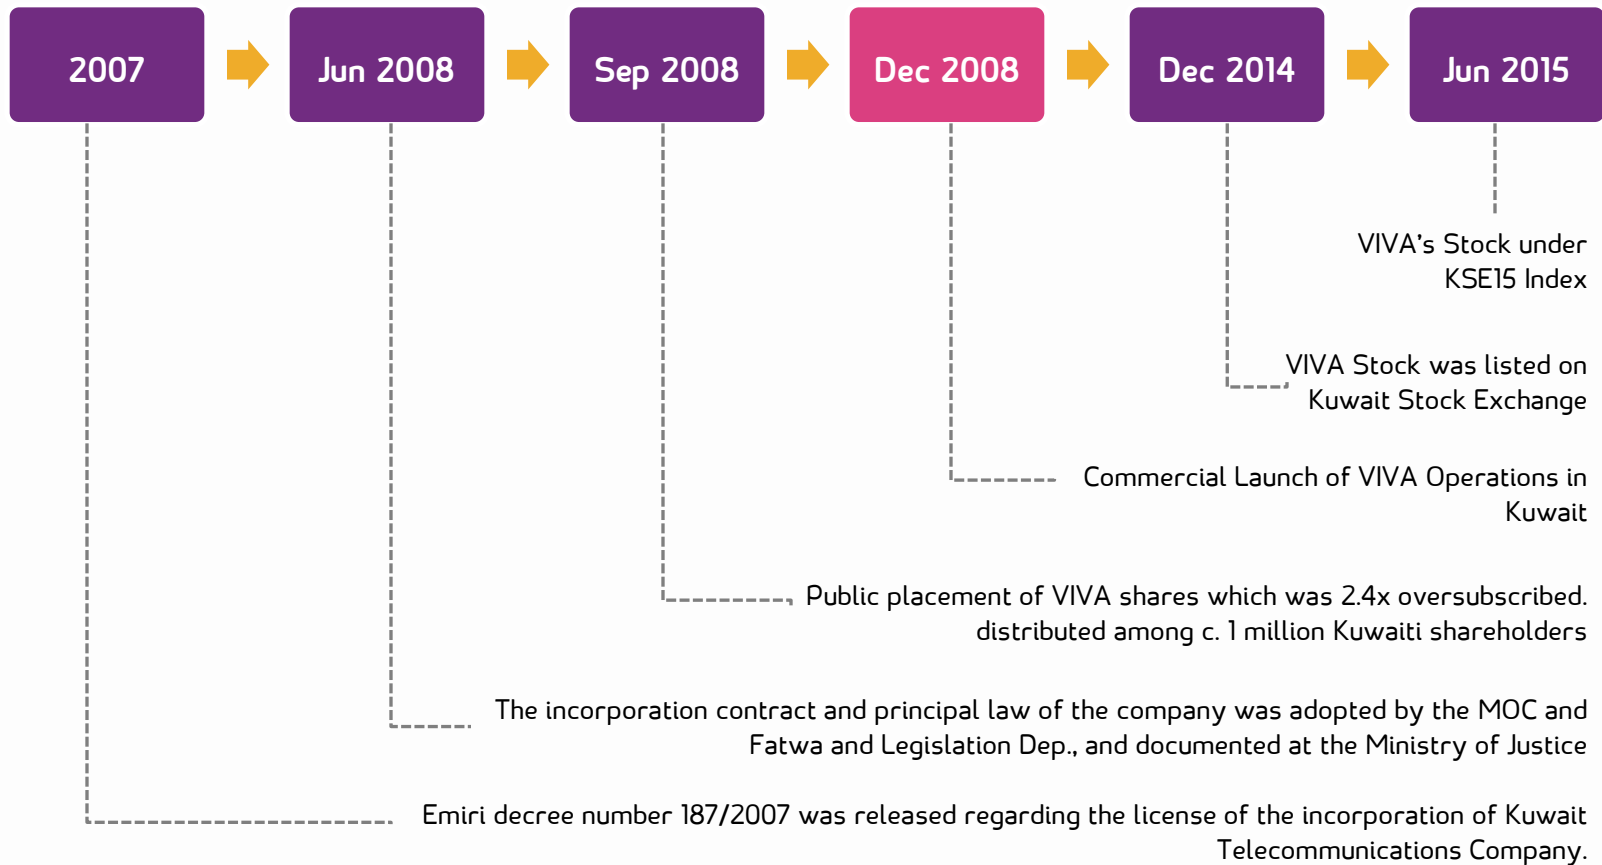 2007
Jun 2008
Sep 2008
Dec 2008
Dec 2014
Jun 2015
VIVA's Stock under
KSE15 Index
VIVA Stock was listed on
Kuwait Stock Exchange
Commercial Launch of VIVA Operations in
Kuwait
Public placement of VIVA shares which was 2.4x oversubscribed.
distributed among c. 1 million Kuwaiti shareholders
The incorporation contract and principal law of the company was adopted by the MOC and
Fatwa and Legislation Dep., and documented at the Ministry of Justice
Emiri decree number 187/2007 was released regarding the license of the incorporation of Kuwait
Telecommunications Company.